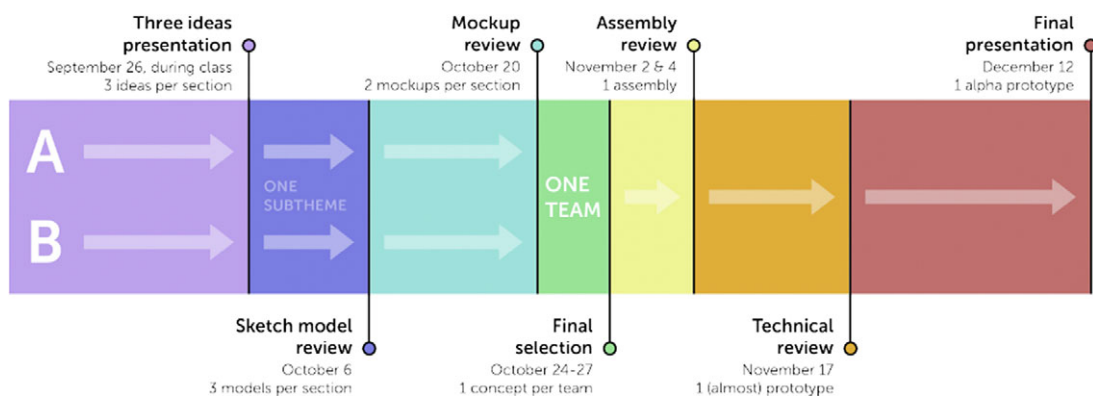 Three ideas
presentation
September 26, during class
3 ideas per section
Mockup
review
October 20
2 mockups per section
Assembly
review
November 2 & 4
1 assembly
Final
presentation
December 12
1 alpha prototype
A
B
ONE
SUBTHEME
ONE
TEAM
Sketch model
review
October 6
3 models per section
Final
selection
October 24-27
1 concept per team
Technical
review
November 17
1 (almost) prototype